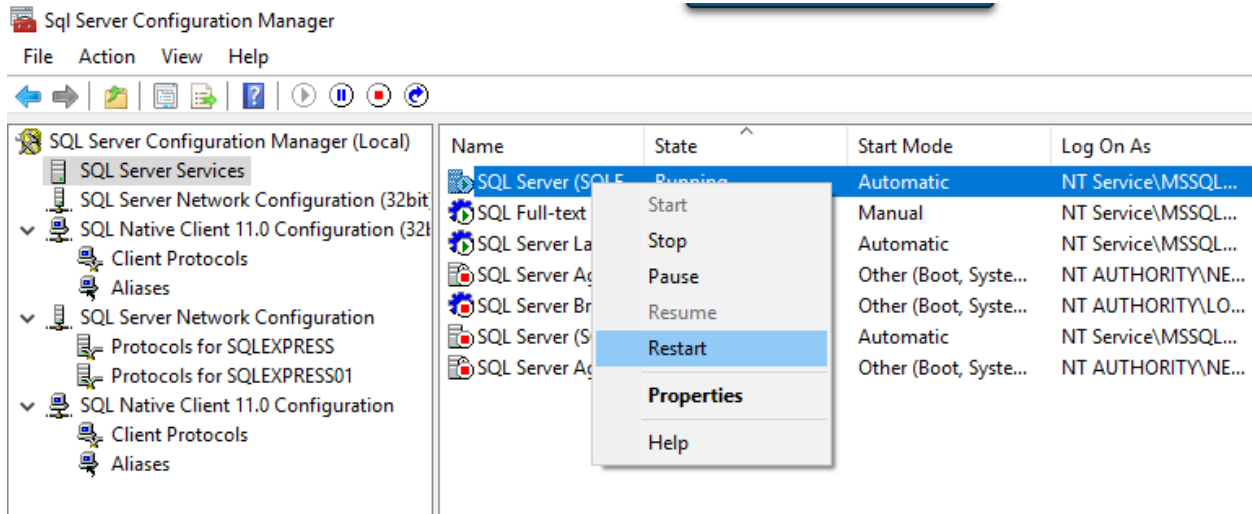 Sql Server Configuration Manager
File Action View Help
SQL Server Configuration Manager (Local)
SQL Server Services
SQL Server Network Configuration (32bit
SQL Native Client 11.0 Configuration (32
Client Protocols
Aliases
SQL Server Network Configuration
Protocols for SQLEXPRESS
Protocols for SQLEXPRESS01
SQL Native Client 11.0 Configuration
Client Protocols
Aliases
Name State Start Mode Log On As
SQL Server (SQLE Running Automatic NT Service\MSSQL...
SQL Full-text Manual NT Service\MSSQL...
SQL Server La Automatic NT Service\MSSQL...
SQL Server Ag Other (Boot, Syste... NT AUTHORITY\NE...
SQL Server Br Other (Boot, Syste... NT AUTHORITY\LO...
SQL Server (S Automatic NT Service\MSSQL...
SQL Server Ag Other (Boot, Syste... NT AUTHORITY\NE...
Start
Stop
Pause
Resume
Restart
Properties
Help